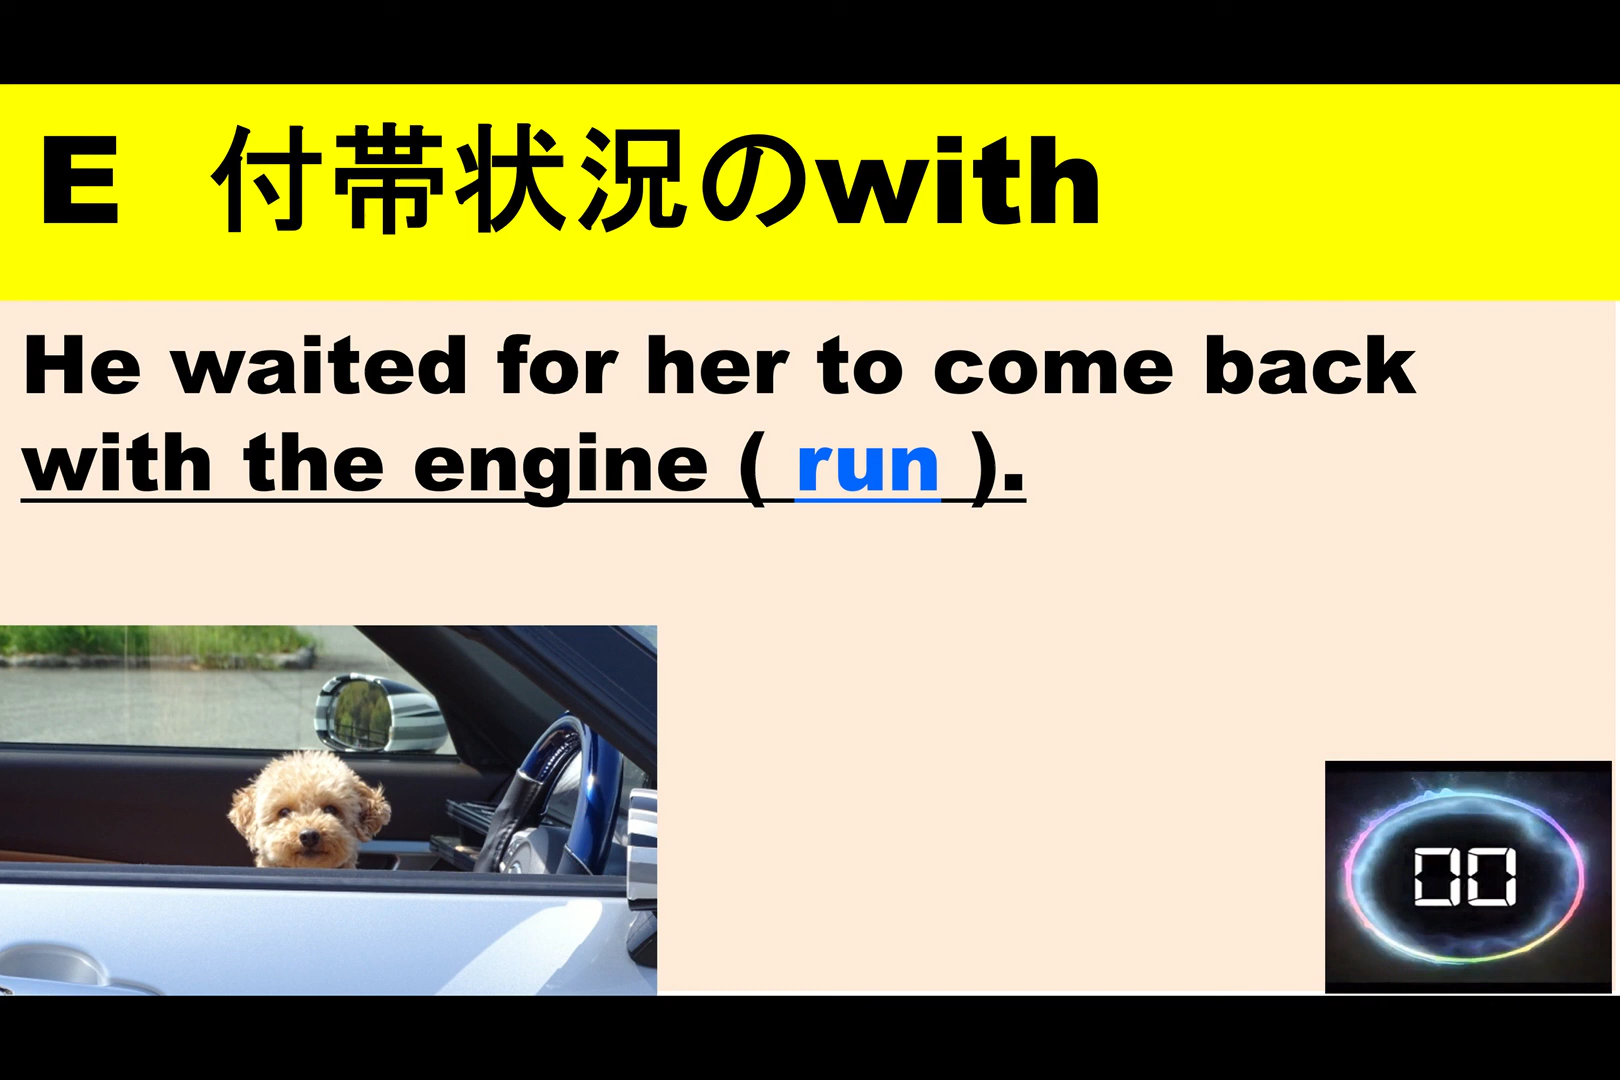 E 付帯状況のwith
He waited for her to come back
with the engine ( run ).
00